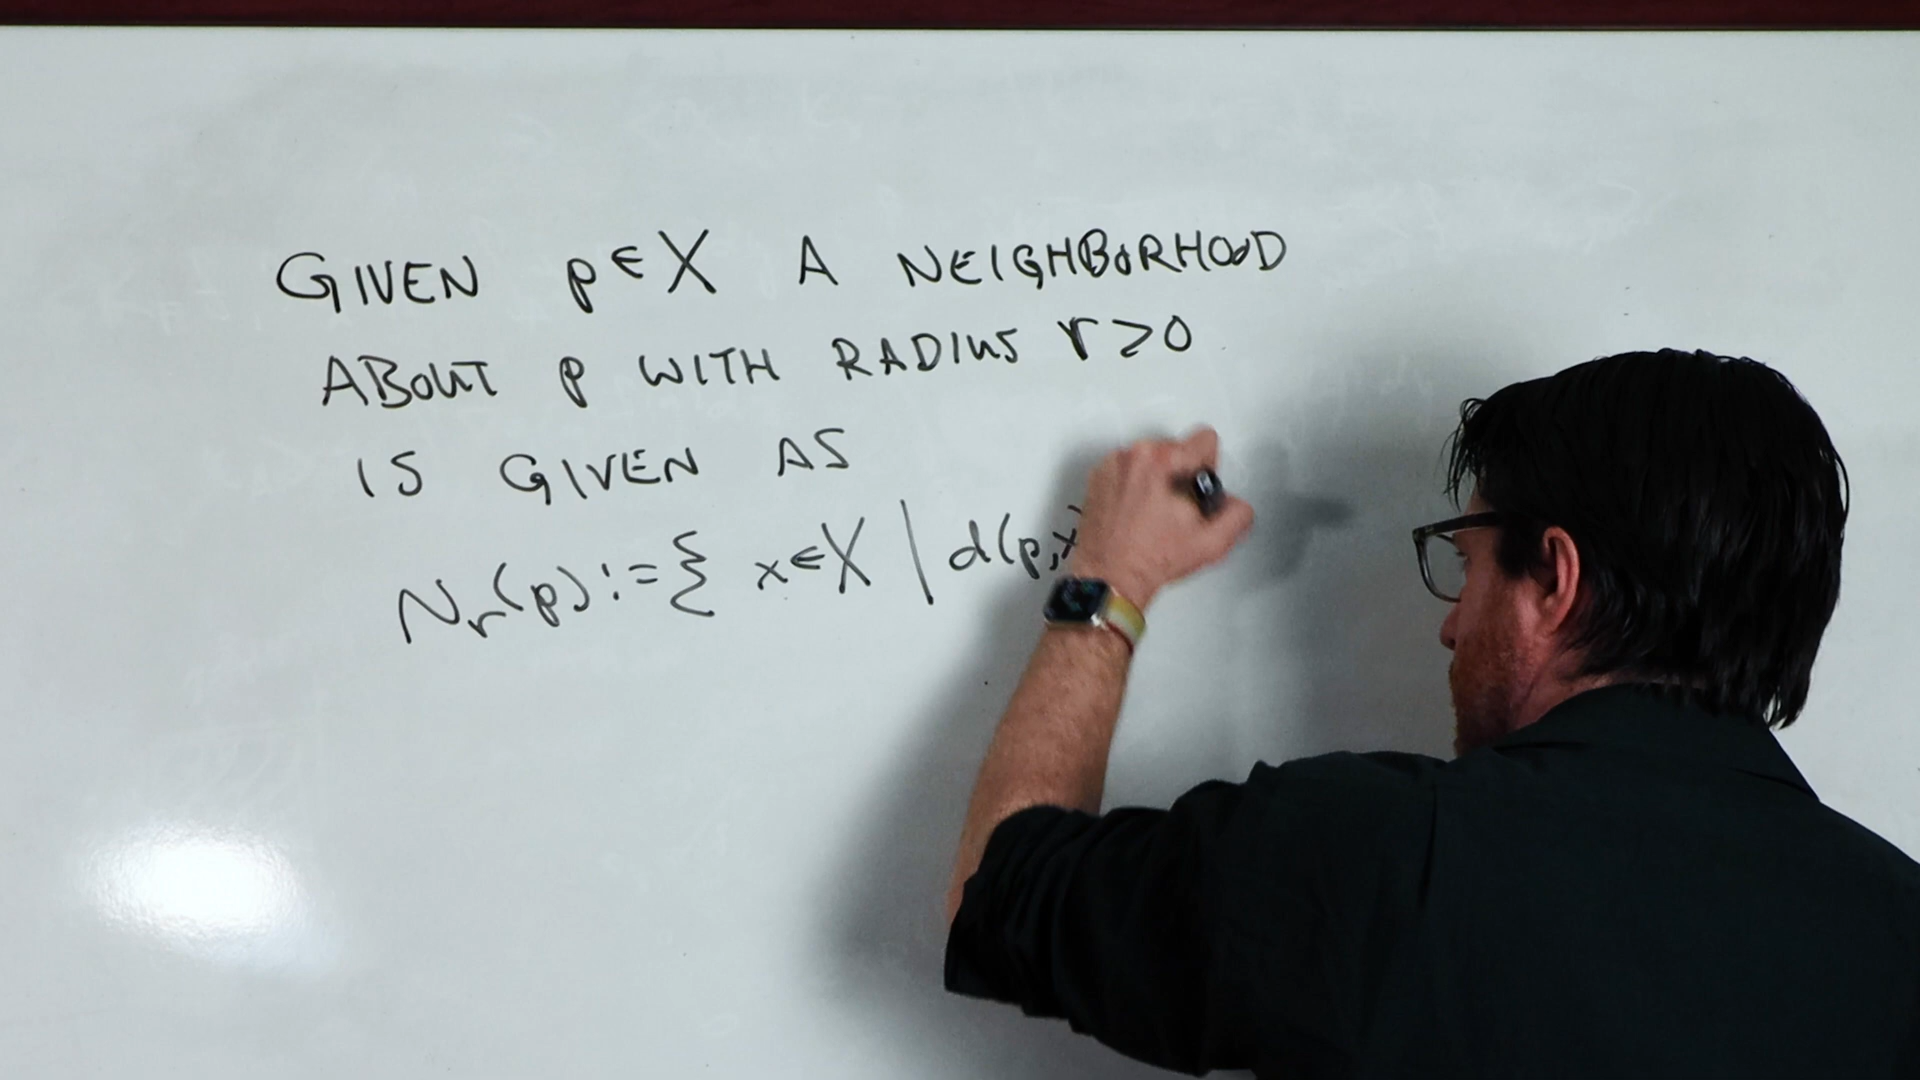 GIVEN p∈X A NEIGHBORHOOD
ABOUT p WITH RADIUS r>0
IS GIVEN AS
Nr(p):={ x∈X | d(p,x)